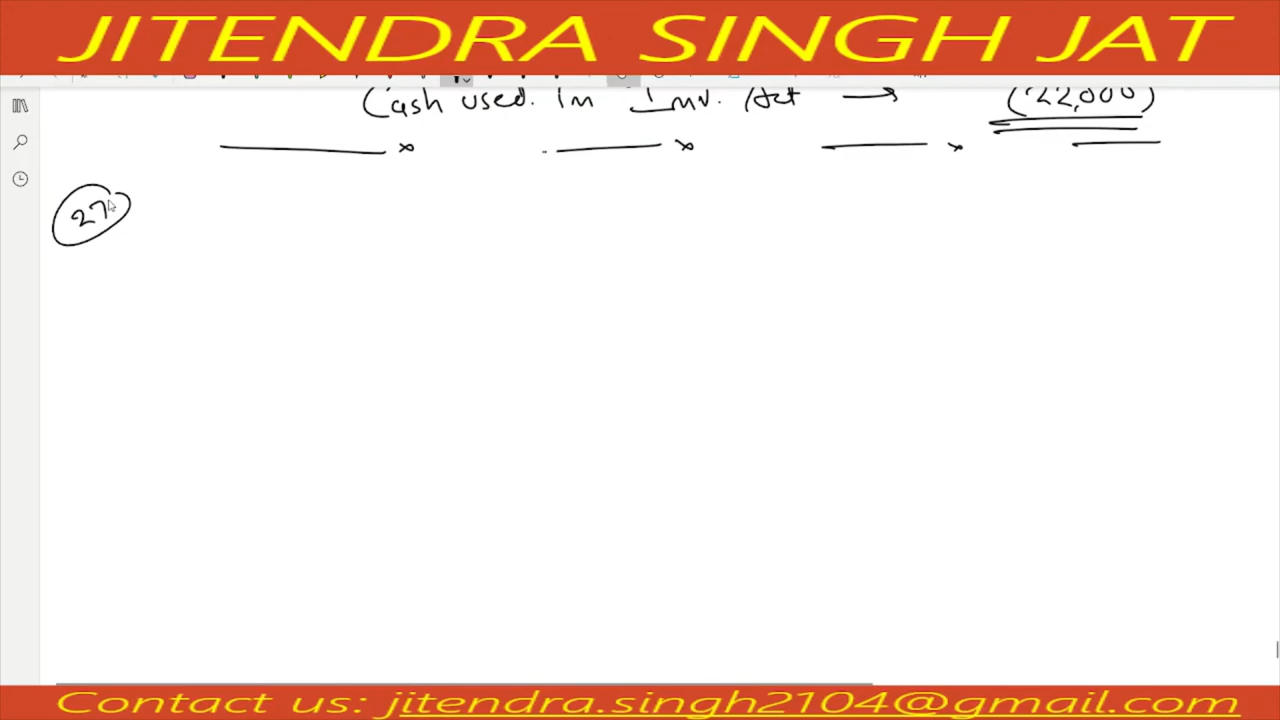 JITENDRA SINGH JAT
Cash used. In Inv. Act → (22,000)
27
Contact us: jitendra.singh2104@gmail.com